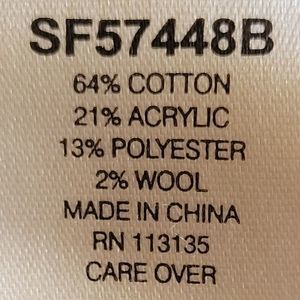 SF57448B
64% COTTON
21% ACRYLIC
13% POLYESTER
2% WOOL
MADE IN CHINA
RN 113135
CARE OVER